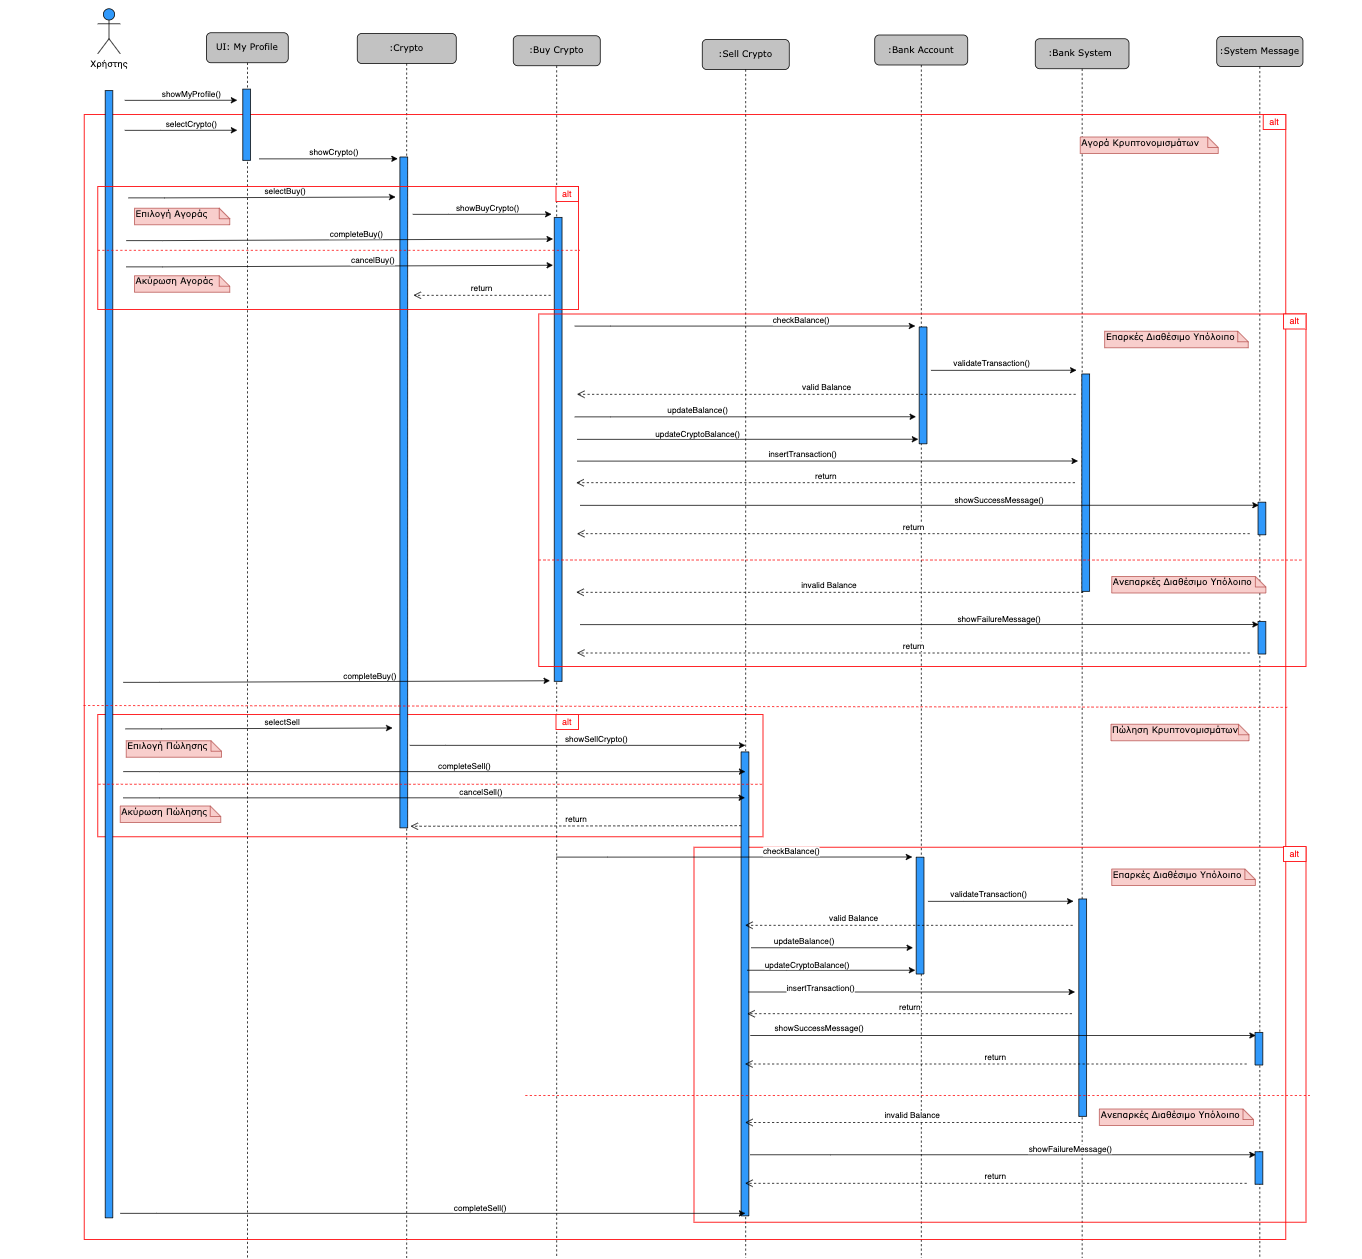 Χρήστης
UI: My Profile
:Crypto
:Buy Crypto
:Sell Crypto
:Bank Account
:Bank System
:System Message
showMyProfile()
alt
selectCrypto()
Αγορά Κρυπτονομισμάτων
showCrypto()
selectBuy()
alt
showBuyCrypto()
Επιλογή Αγοράς
completeBuy()
cancelBuy()
Ακύρωση Αγοράς
return
checkBalance()
alt
Επαρκές Διαθέσιμο Υπόλοιπο
validateTransaction()
valid Balance
updateBalance()
updateCryptoBalance()
insertTransaction()
return
showSuccessMessage()
return
invalid Balance
Ανεπαρκές Διαθέσιμο Υπόλοιπο
showFailureMessage()
return
completeBuy()
selectSell
alt
Πώληση Κρυπτονομισμάτων
showSellCrypto()
Επιλογή Πώλησης
completeSell()
cancelSell()
Ακύρωση Πώλησης
return
checkBalance()
alt
Επαρκές Διαθέσιμο Υπόλοιπο
validateTransaction()
valid Balance
updateBalance()
updateCryptoBalance()
insertTransaction()
return
showSuccessMessage()
return
invalid Balance
Ανεπαρκές Διαθέσιμο Υπόλοιπο
showFailureMessage()
return
completeSell()